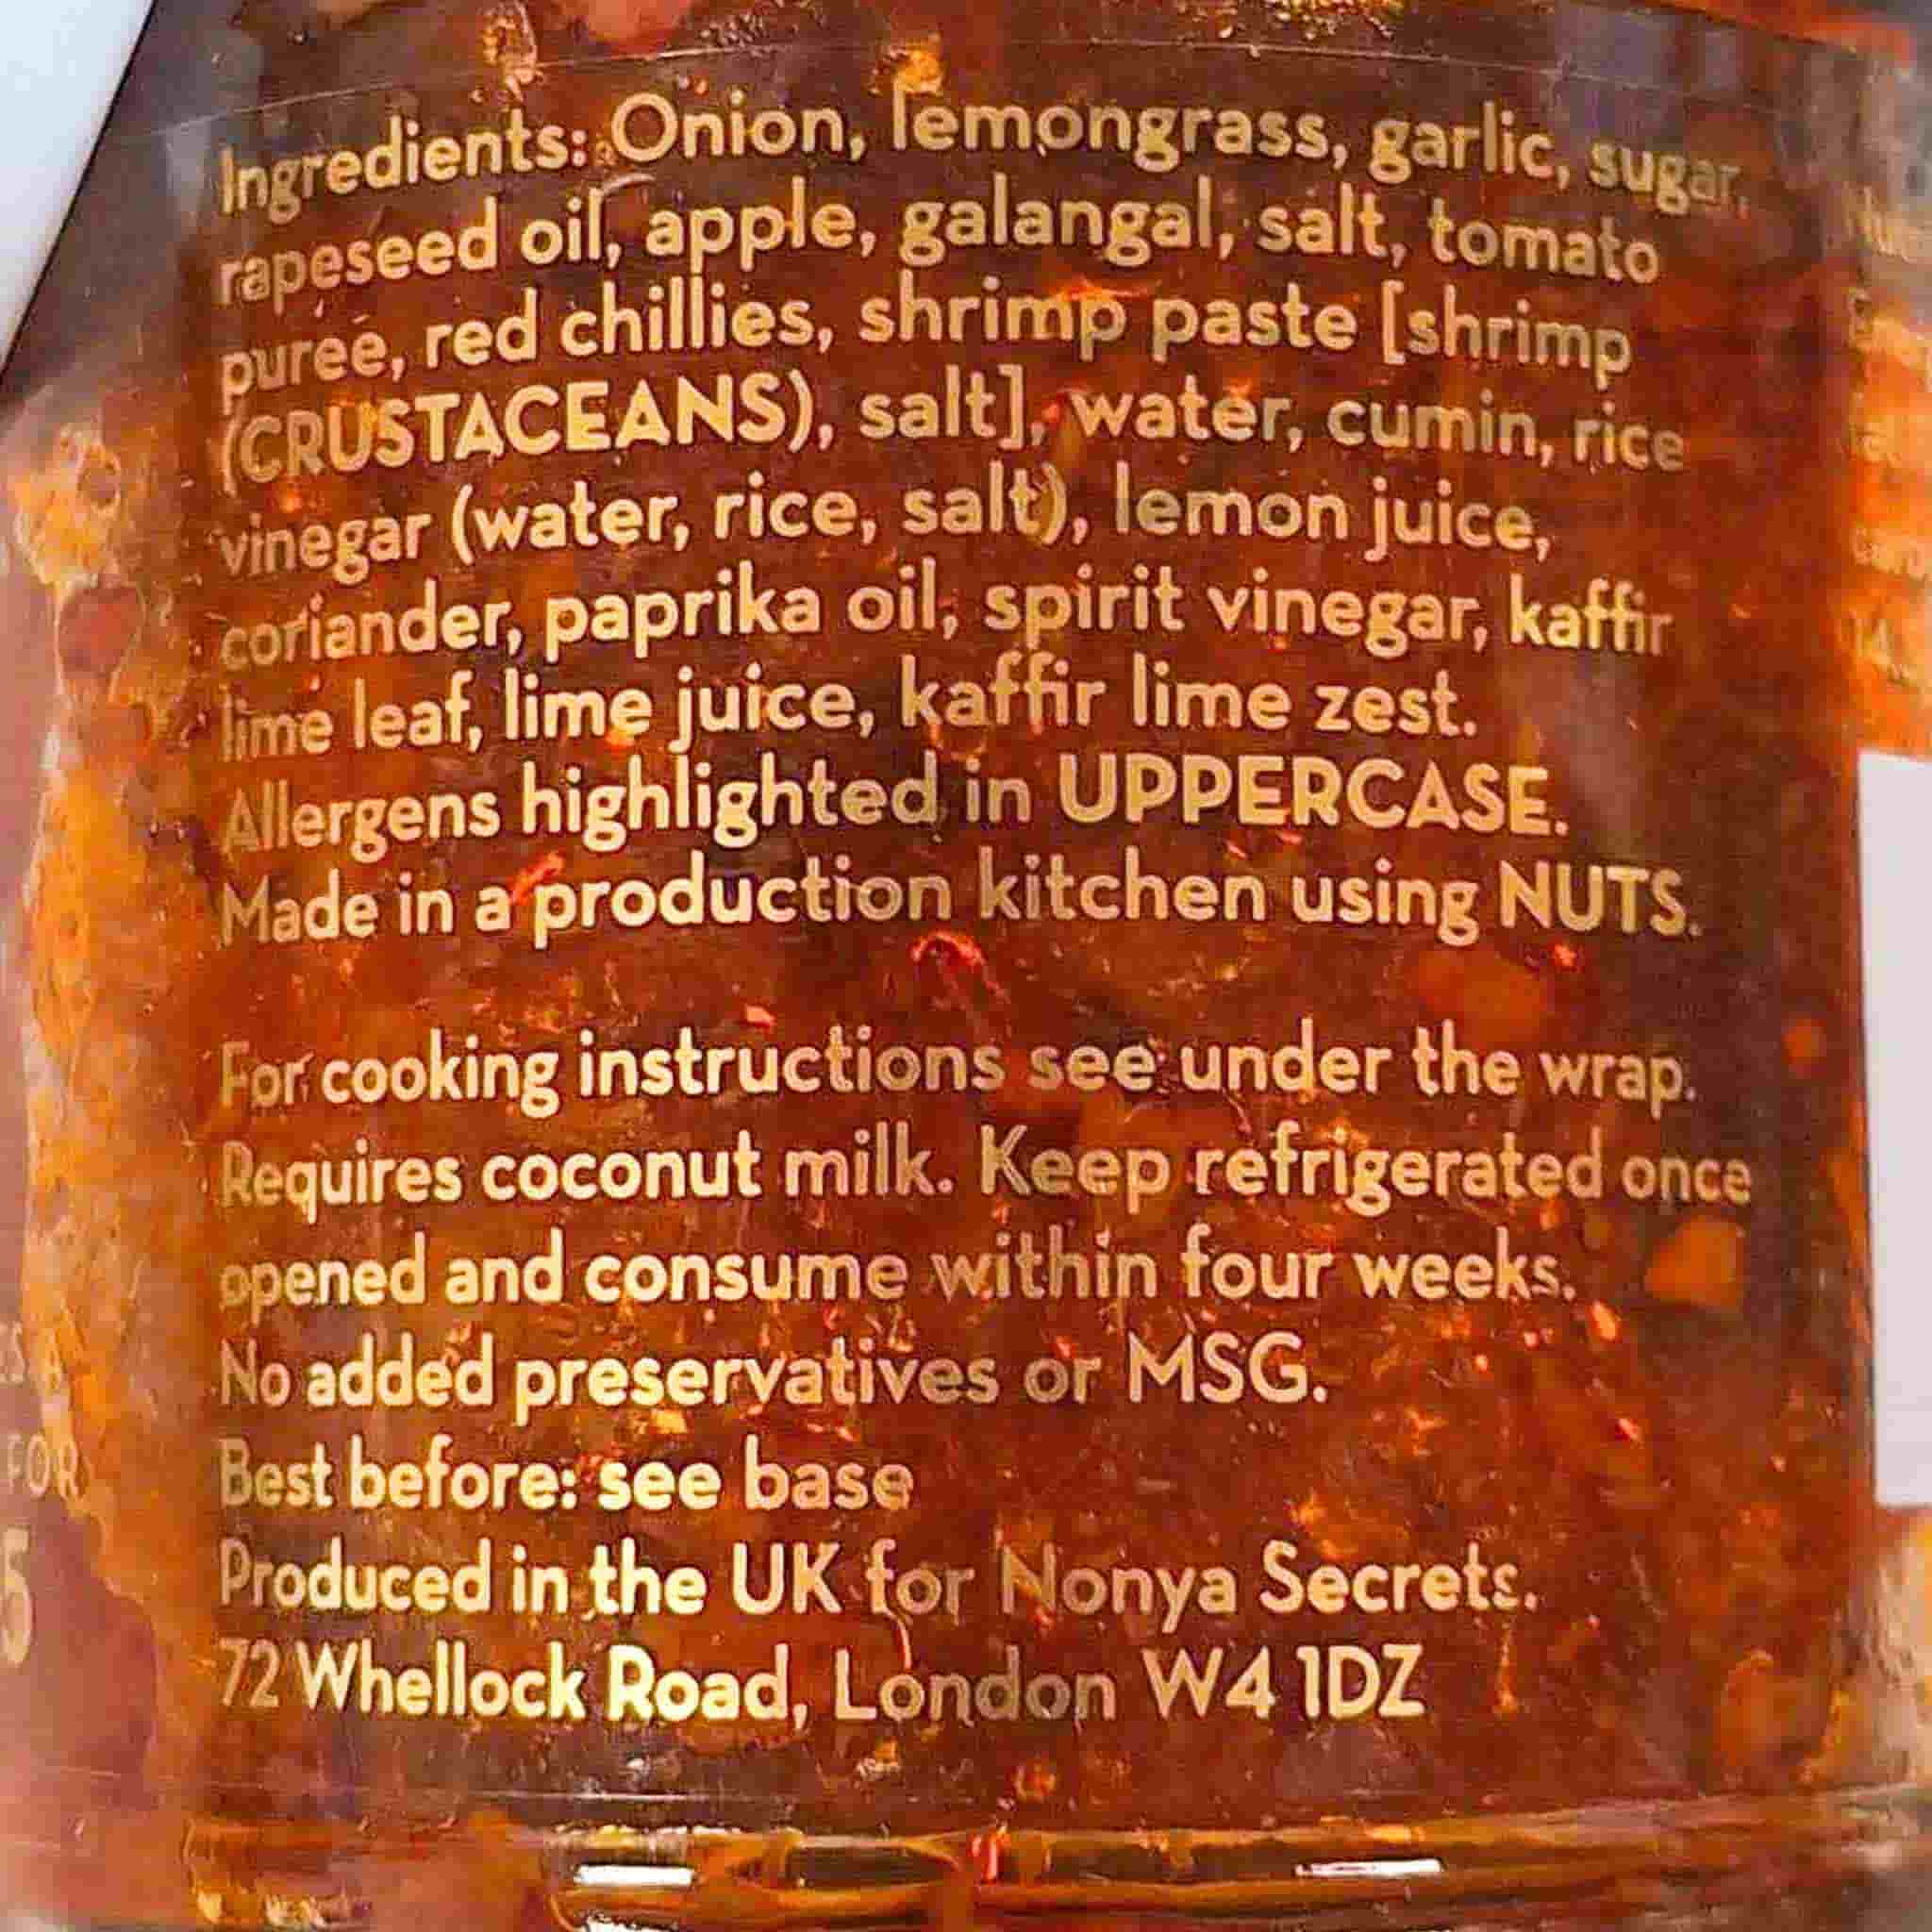 Ingredients: Onion, lemongrass, garlic, sugar,
rapeseed oil, apple, galangal, salt, tomato
pureé, red chillies, shrimp paste [shrimp
(CRUSTACEANS), salt], water, cumin, rice
vinegar (water, rice, salt), lemon juice,
coriander, paprika oil, spirit vinegar, kaffir
lime leaf, lime juice, kaffir lime zest.
Allergens highlighted in UPPERCASE.
Made in a production kitchen using NUTS.
For cooking instructions see under the wrap.
Requires coconut milk. Keep refrigerated once
opened and consume within four weeks.
No added preservatives or MSG.
Best before: see base
Produced in the UK for Nonya Secrets.
72 Whellock Road, London W4 1DZ
FOR
5